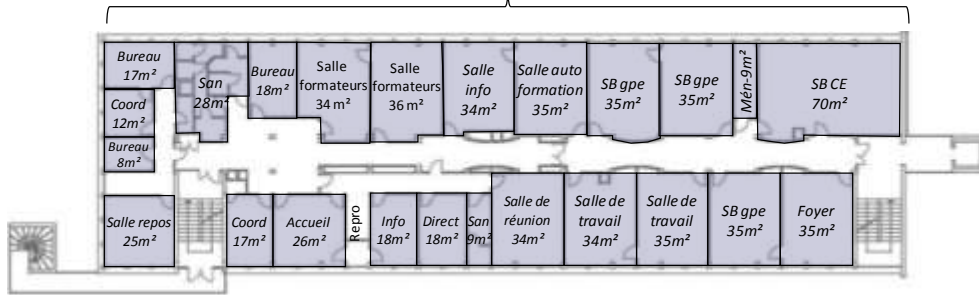 Bureau
17m²
San
28m²
Bureau
18m²
Salle
formateurs
34 m²
Salle
formateurs
36 m²
Salle
info
34m²
Salle auto
formation
35m²
SB gpe
35m²
SB gpe
35m²
Mén-9m²
SB CE
70m²
Coord
12m²
Bureau
8m²
Salle repos
25m²
Coord
17m²
Accueil
26m²
Repro
Info
18m²
Direct
18m²
San
9m²
Salle de
réunion
34m²
Salle de
travail
34m²
Salle de
travail
35m²
SB gpe
35m²
Foyer
35m²